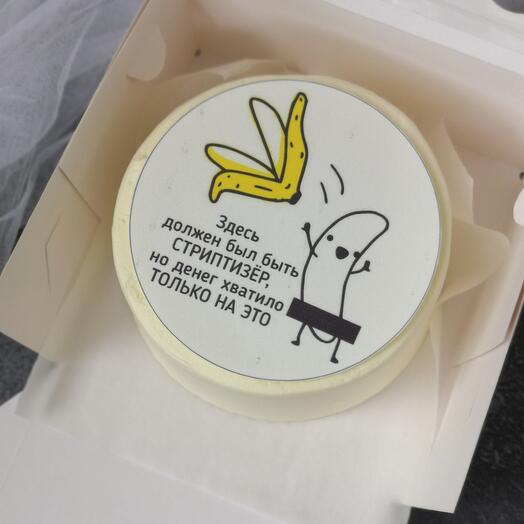 Здесь
должен был быть
СТРИПТИЗЁР,
но денег хватило
ТОЛЬКО НА ЭТО